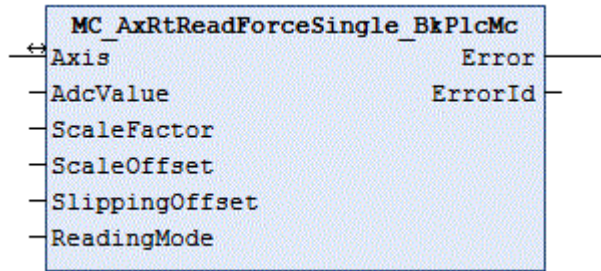 MC_AxRtReadForceSingle_BkPlcMc
Axis Error
AdcValue ErrorId
ScaleFactor
ScaleOffset
SlippingOffset
ReadingMode